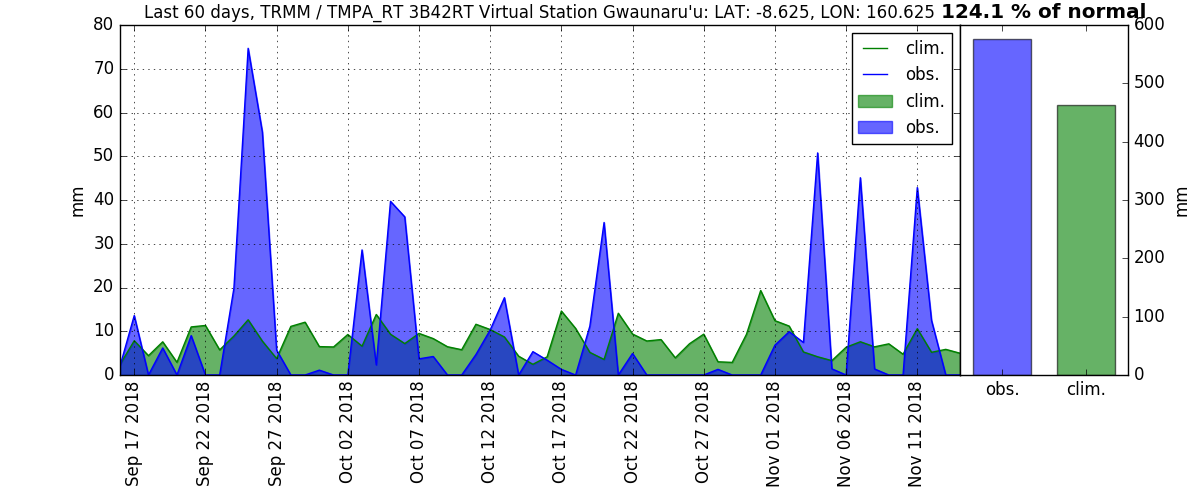 Last 60 days, TRMM / TMPA_RT 3B42RT Virtual Station Gwaunaru'u: LAT: -8.625, LON: 160.625 124.1 % of normal
80
70
60
50
40
30
20
10
0
mm
clim.
obs.
clim.
obs.
600
500
400
300
200
100
0
mm
obs. clim.
Sep 17 2018
Sep 22 2018
Sep 27 2018
Oct 02 2018
Oct 07 2018
Oct 12 2018
Oct 17 2018
Oct 22 2018
Oct 27 2018
Nov 01 2018
Nov 06 2018
Nov 11 2018